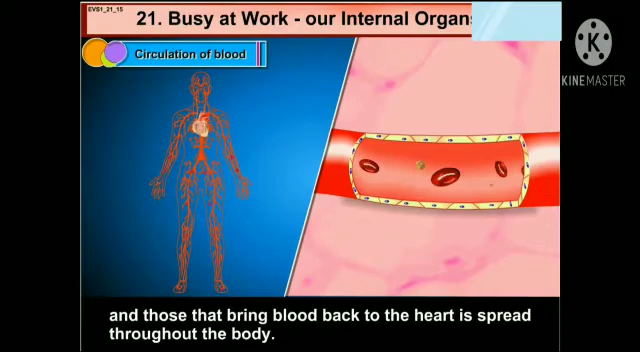 EVS1_21_15
21. Busy at Work - our Internal Organs
Circulation of blood
K
KINEMASTER
and those that bring blood back to the heart is spread
throughout the body.